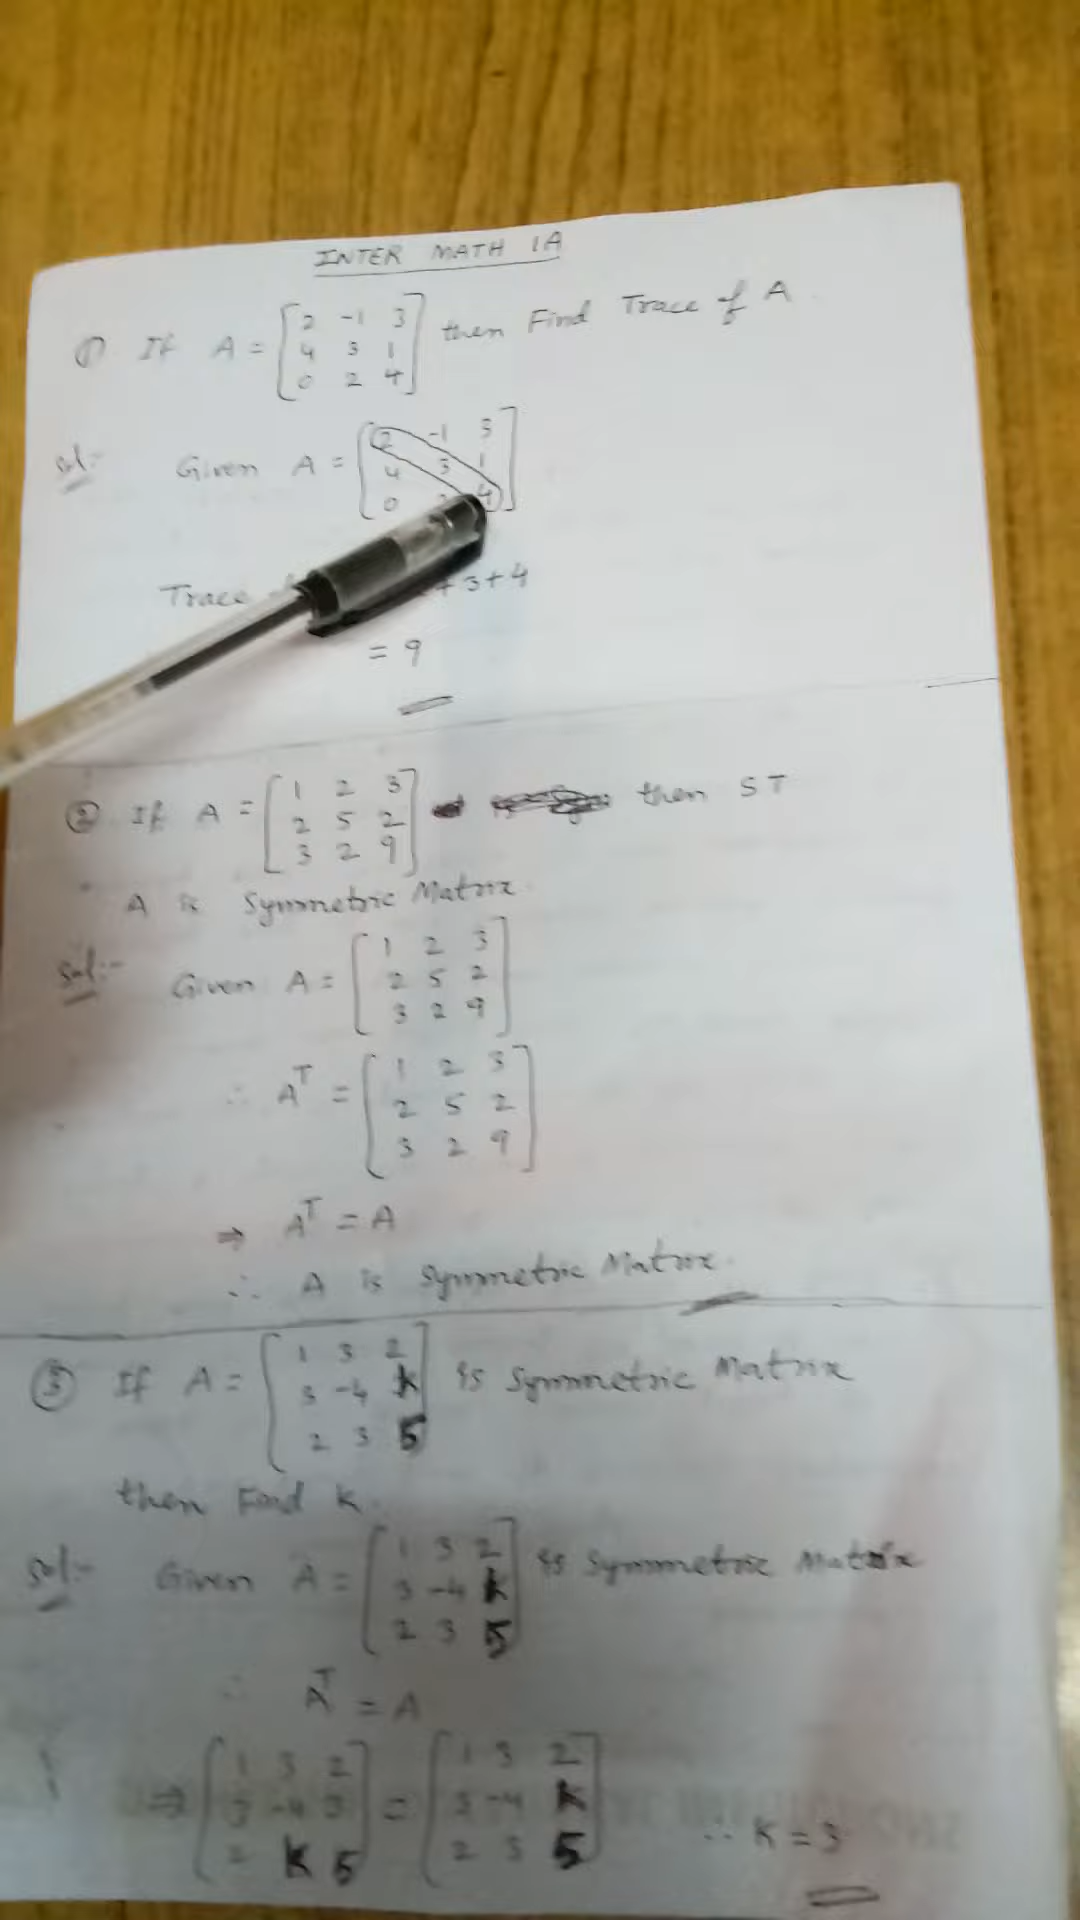 INTER MATH 1A
① If A = [2 -1 3 then Find Trace of A.
4 3 1
0 2 4]
Sol:- Given A = [2 -1 3
4 3 1
0 4]
Trace + 3 + 4
= 9
② If A = [1 2 3 then ST
2 5 2
3 2 9]
A is Symmetric Matrix.
Sol:- Given A = [1 2 3
2 5 2
3 2 9]
∴ A^T = [1 2 3
2 5 2
3 2 9]
⇒ A^T = A
∴ A is Symmetric Matrix.
③ If A = [1 3 2 is Symmetric Matrix
3 -4 k
2 3 5]
then Find k.
Sol:- Given A = [1 3 2 is Symmetric Matrix
3 -4 k
2 3 5]
∴ A^T = A
⇒ [1 3 2 = [1 3 2
3 -4 3 3 -4 k
2 k 5] 2 3 5] ∴ k = 3